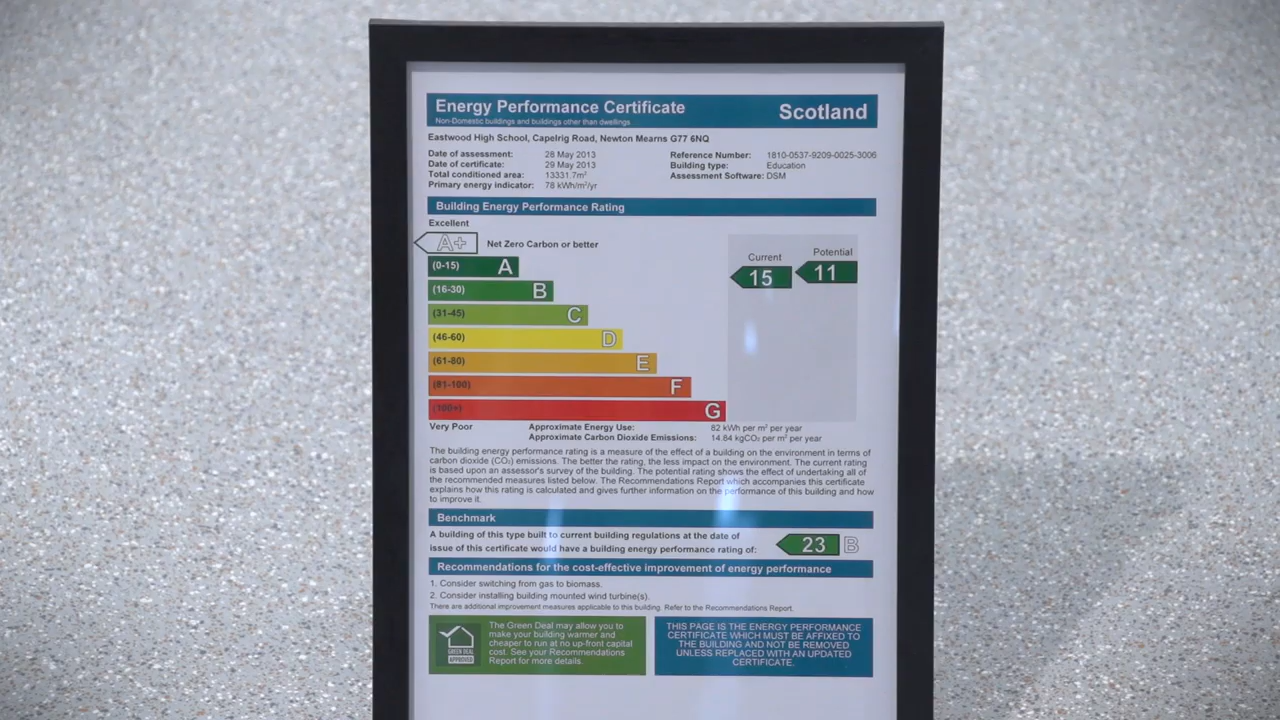 Energy Performance Certificate
Scotland
Non-Domestic buildings and buildings other than dwellings
Eastwood High School, Capelrig Road, Newton Mearns G77 6NQ
Date of assessment: 28 May 2013 Reference Number: 1810-0537-9209-0025-3006
Date of certificate: 29 May 2013 Building type: Education
Total conditioned area: 13331.7m² Assessment Software: DSM
Primary energy indicator: 78 kWh/m²/yr
Building Energy Performance Rating
Excellent
A+ Net Zero Carbon or better
Current Potential
(0-15) A 15 11
(16-30) B
(31-45) C
(46-60) D
(61-80) E
(81-100) F
(100+) G
Very Poor Approximate Energy Use: 82 kWh per m² per year
Approximate Carbon Dioxide Emissions: 14.64 kgCO₂ per m² per year
The building energy performance rating is a measure of the effect of a building on the environment in terms of
carbon dioxide (CO₂) emissions. The better the rating, the less impact on the environment. The current rating
is based upon an assessor's survey of the building. The potential rating shows the effect of undertaking all of
the recommended measures listed below. The Recommendations Report which accompanies this certificate
explains how this rating is calculated and gives further information on the performance of this building and how
to improve it.
Benchmark
A building of this type built to current building regulations at the date of
issue of this certificate would have a building energy performance rating of: 23 B
Recommendations for the cost-effective improvement of energy performance
1. Consider switching from gas to biomass.
2. Consider installing building mounted wind turbine(s).
There are additional improvement measures applicable to this building. Refer to the Recommendations Report.
GREEN DEAL
APPROVED
The Green Deal may allow you to
make your building warmer and
cheaper to run at no up-front capital
cost. See your Recommendations
Report for more details.
THIS PAGE IS THE ENERGY PERFORMANCE
CERTIFICATE WHICH MUST BE AFFIXED TO
THE BUILDING AND NOT BE REMOVED
UNLESS REPLACED WITH AN UPDATED
CERTIFICATE.